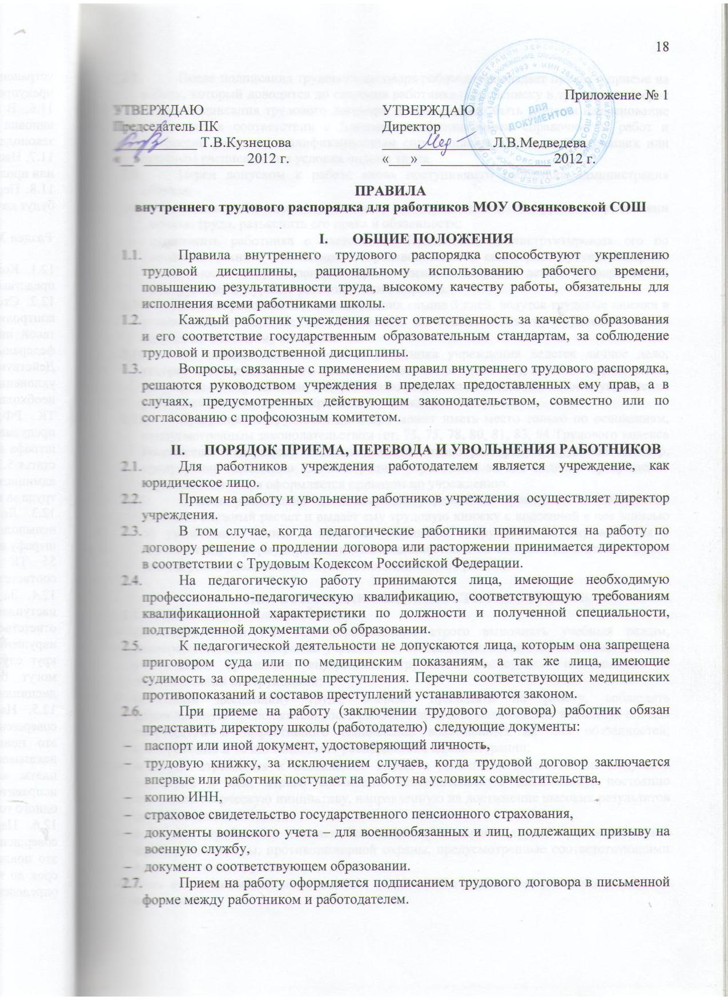 18
Приложение № 1
УТВЕРЖДАЮ УТВЕРЖДАЮ
Председатель ПК Директор
____________ Т.В.Кузнецова ____________ Л.В.Медведева
«__» ______________ 2012 г. «___» __________________ 2012 г.
ДЛЯ
ДОКУМЕНТОВ
ПРАВИЛА
внутреннего трудового распорядка для работников МОУ Овсянковской СОШ
I. ОБЩИЕ ПОЛОЖЕНИЯ
1.1. Правила внутреннего трудового распорядка способствуют укреплению
трудовой дисциплины, рациональному использованию рабочего времени,
повышению результативности труда, высокому качеству работы, обязательны для
исполнения всеми работниками школы.
1.2. Каждый работник учреждения несет ответственность за качество образования
и его соответствие государственным образовательным стандартам, за соблюдение
трудовой и производственной дисциплины.
1.3. Вопросы, связанные с применением правил внутреннего трудового распорядка,
решаются руководством учреждения в пределах предоставленных ему прав, а в
случаях, предусмотренных действующим законодательством, совместно или по
согласованию с профсоюзным комитетом.
II. ПОРЯДОК ПРИЕМА, ПЕРЕВОДА И УВОЛЬНЕНИЯ РАБОТНИКОВ
2.1. Для работников учреждения работодателем является учреждение, как
юридическое лицо.
2.2. Прием на работу и увольнение работников учреждения осуществляет директор
учреждения.
2.3. В том случае, когда педагогические работники принимаются на работу по
договору решение о продлении договора или расторжении принимается директором
в соответствии с Трудовым Кодексом Российской Федерации.
2.4. На педагогическую работу принимаются лица, имеющие необходимую
профессионально-педагогическую квалификацию, соответствующую требованиям
квалификационной характеристики по должности и полученной специальности,
подтвержденной документами об образовании.
2.5. К педагогической деятельности не допускаются лица, которым она запрещена
приговором суда или по медицинским показаниям, а так же лица, имеющие
судимость за определенные преступления. Перечни соответствующих медицинских
противопоказаний и составов преступлений устанавливаются законом.
2.6. При приеме на работу (заключении трудового договора) работник обязан
представить директору школы (работодателю) следующие документы:
– паспорт или иной документ, удостоверяющий личность,
– трудовую книжку, за исключением случаев, когда трудовой договор заключается
впервые или работник поступает на работу на условиях совместительства,
– копию ИНН,
– страховое свидетельство государственного пенсионного страхования,
– документы воинского учета – для военнообязанных и лиц, подлежащих призыву на
военную службу,
– документ о соответствующем образовании.
2.7. Прием на работу оформляется подписанием трудового договора в письменной
форме между работником и работодателем.